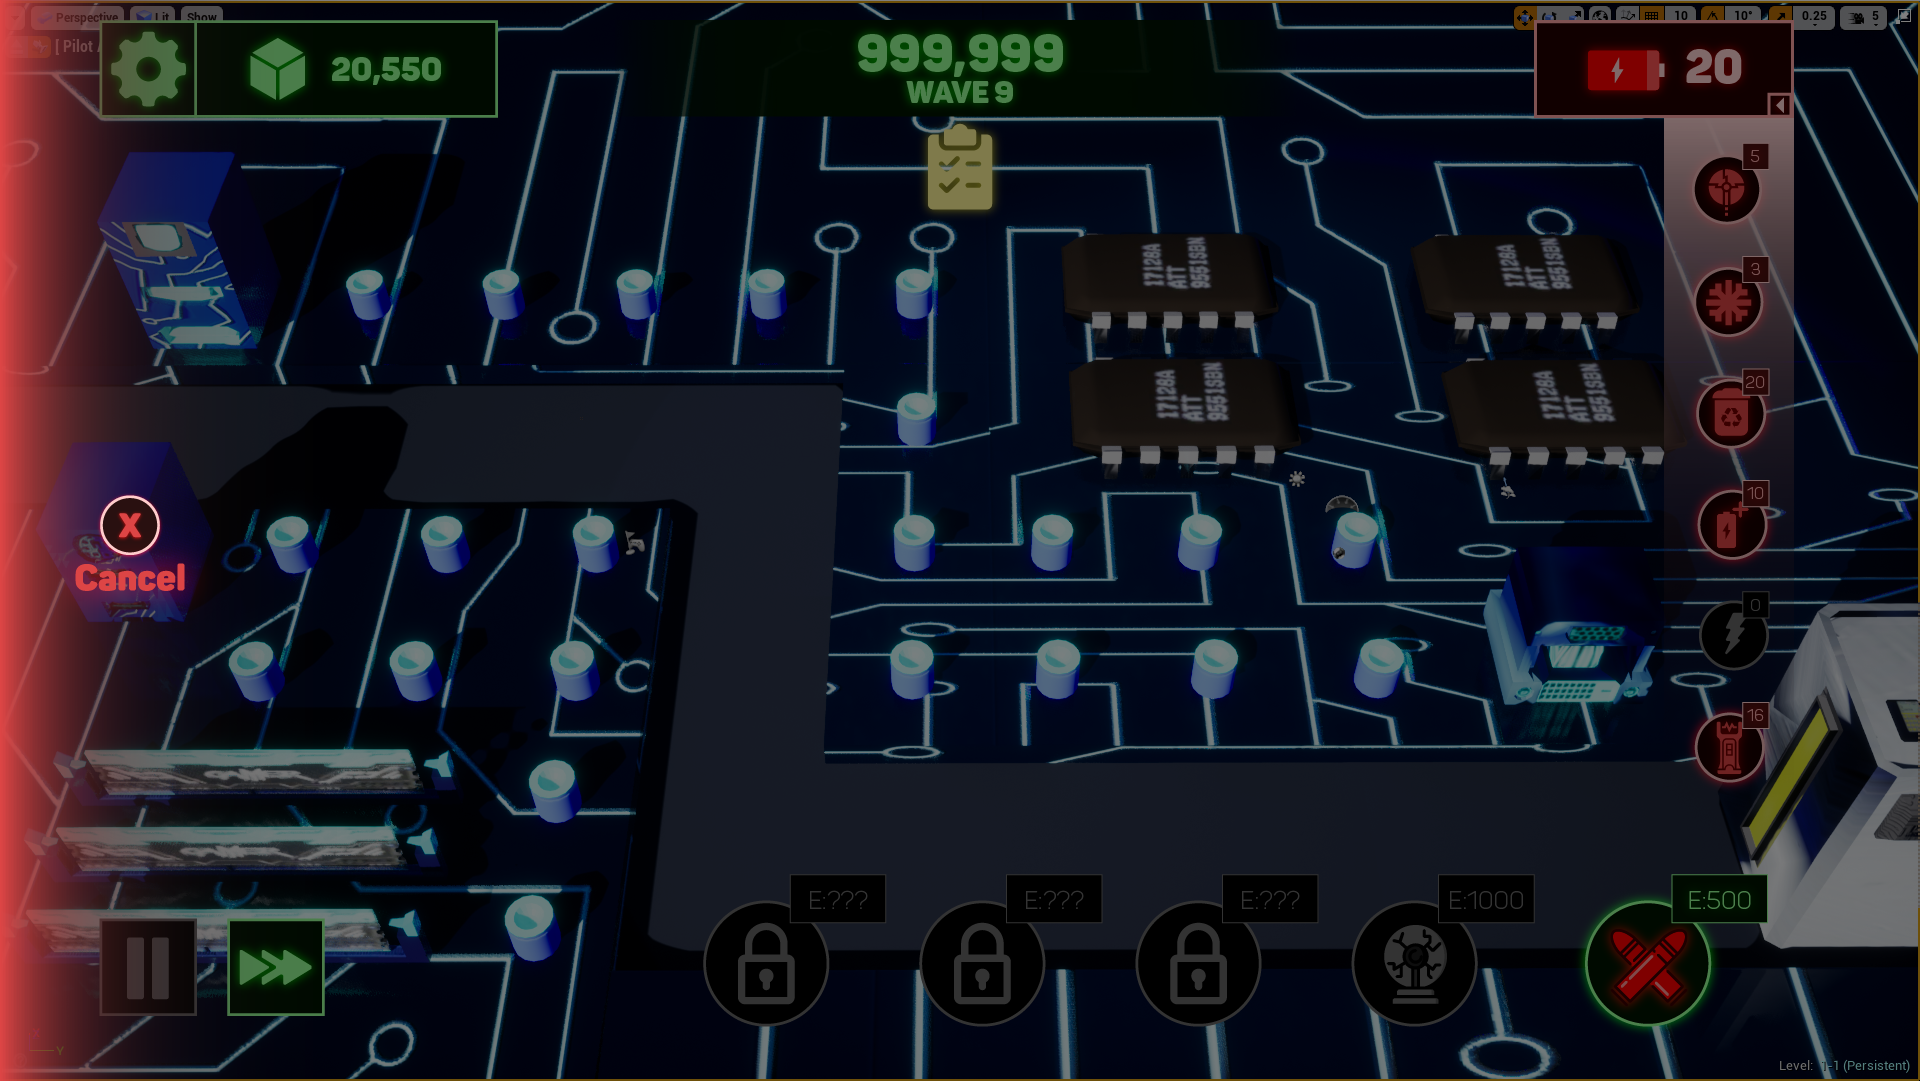 Perspective
Lit
Show
10
10°
0.25
5
[ Pilot
20,550
999,999
WAVE 9
20
5
3
20
10
0
16
17128A
ATT
9551SBN
17128A
ATT
9551SBN
17128A
ATT
9551SBN
17128A
ATT
9551SBN
X
Cancel
E:???
E:???
E:???
E:1000
E:500
Y
Level: 1-1 (Persistent)